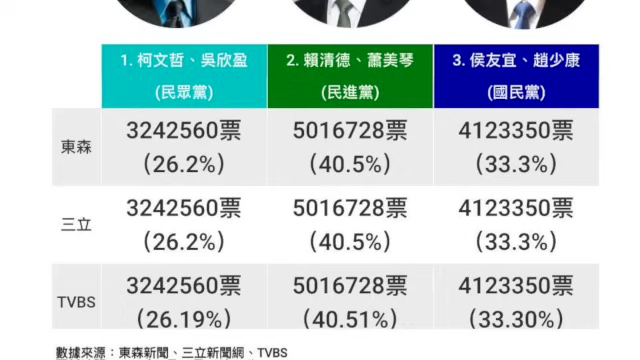 1. 柯文哲、吳欣盈 2. 賴清德、蕭美琴 3. 侯友宜、趙少康
(民眾黨) (民進黨) (國民黨)
東森 3242560票 5016728票 4123350票
(26.2%) (40.5%) (33.3%)
三立 3242560票 5016728票 4123350票
(26.2%) (40.5%) (33.3%)
TVBS 3242560票 5016728票 4123350票
(26.19%) (40.51%) (33.30%)
數據來源：東森新聞、三立新聞網、TVBS